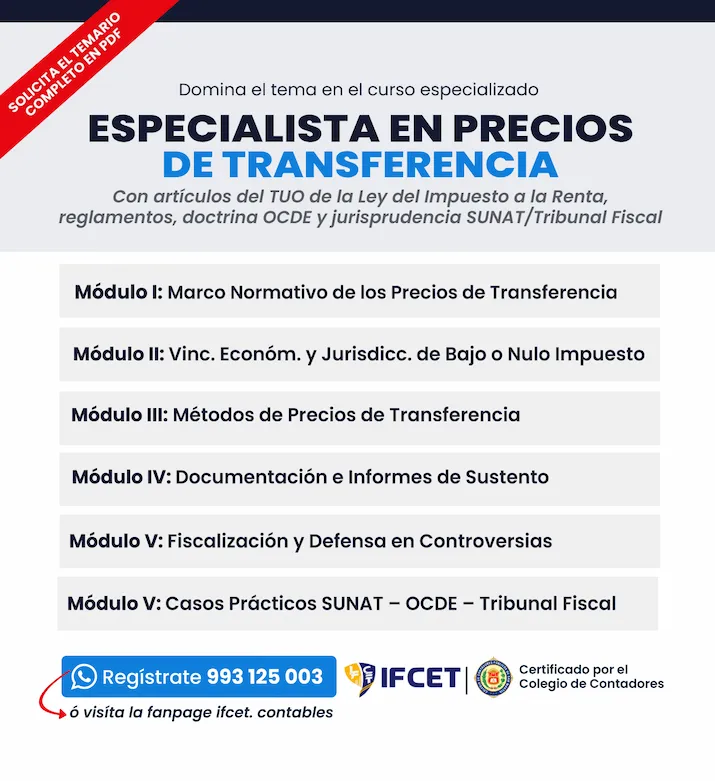 SOLICITA EL TEMARIO
COMPLETO EN PDF
Domina el tema en el curso especializado
ESPECIALISTA EN PRECIOS
DE TRANSFERENCIA
Con artículos del TUO de la Ley del Impuesto a la Renta,
reglamentos, doctrina OCDE y jurisprudencia SUNAT/Tribunal Fiscal
Módulo I: Marco Normativo de los Precios de Transferencia
Módulo II: Vinc. Económ. y Jurisdicc. de Bajo o Nulo Impuesto
Módulo III: Métodos de Precios de Transferencia
Módulo IV: Documentación e Informes de Sustento
Módulo V: Fiscalización y Defensa en Controversias
Módulo V: Casos Prácticos SUNAT – OCDE – Tribunal Fiscal
Regístrate 993 125 003
ó visíta la fanpage ifcet. contables
IFCET
Certificado por el
Colegio de Contadores